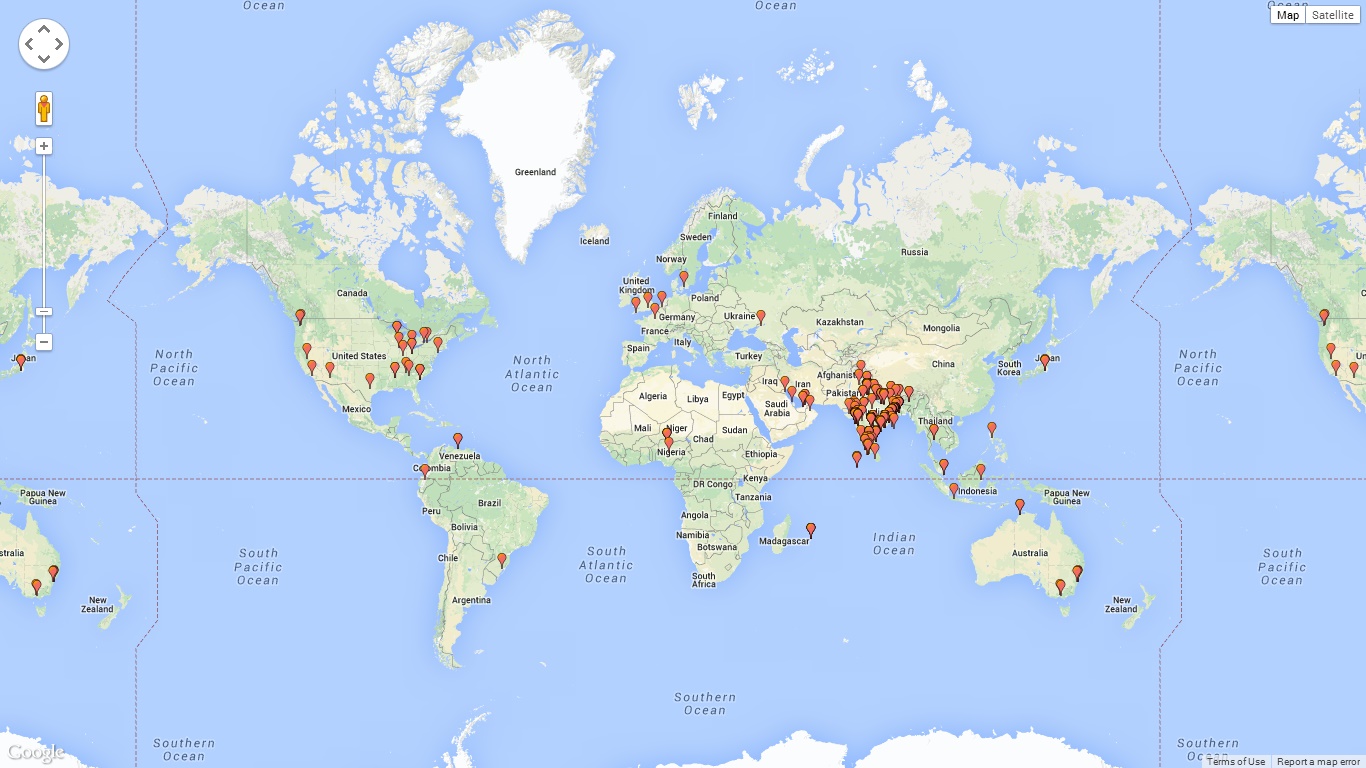 Ocean
Ocean
Ocean
Map
Satellite
Greenland
Finland
Iceland
Sweden
Norway
Russia
United
Kingdom
Canada
Poland
Ukraine
Germany
Kazakhstan
Mongolia
France
Italy
Spain
Turkey
United States
China
South
Korea
Japan
Japan
North
Pacific
Ocean
North
Atlantic
Ocean
North
Pacific
Ocean
Iraq
Iran
Pakistan
Algeria
Libya
Egypt
Saudi
Arabia
Mexico
Mali
Niger
Chad
Sudan
Thailand
Nigeria
Ethiopia
Venezuela
Colombia
Kenya
DR Congo
Tanzania
Indonesia
Papua New
Guinea
Papua New
Guinea
Brazil
Peru
Angola
Bolivia
Namibia
Botswana
Madagascar
Indian
Ocean
Australia
stralia
Chile
South
Pacific
Ocean
South
Atlantic
Ocean
South
Pacific
Ocean
South
Africa
Argentina
New
Zealand
New
Zealand
Southern
Ocean
Southern
Ocean
Southern
Ocean
Google
Terms of Use
Report a map error